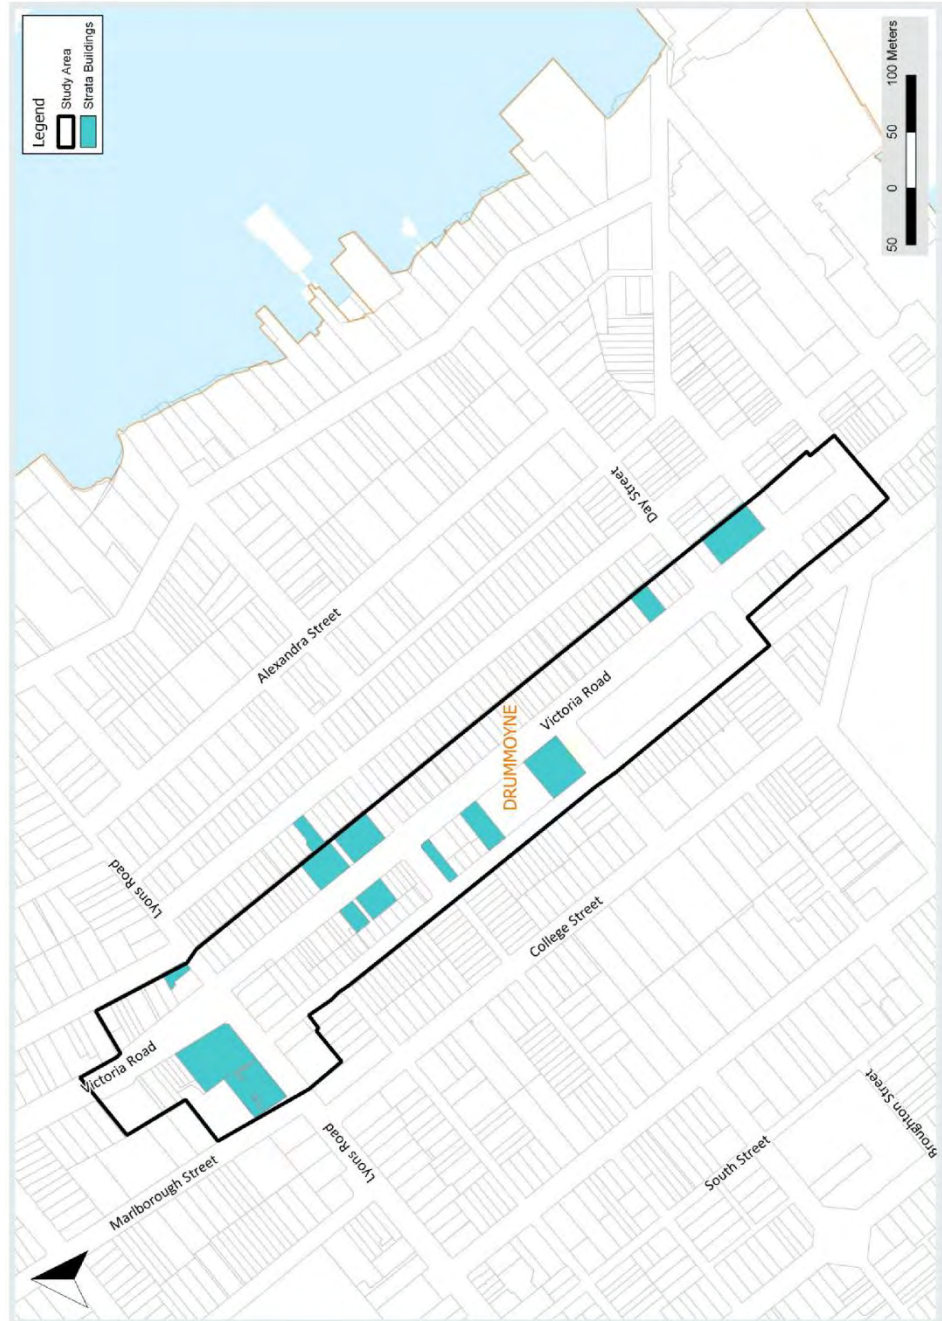 Legend
Study Area
Strata Buildings
50 0 50 100 Meters
Lyons Road
Alexandra Street
Day Street
Victoria Road
DRUMMOYNE
Victoria Road
College Street
Marlborough Street
Lyons Road
South Street
Broughton Street